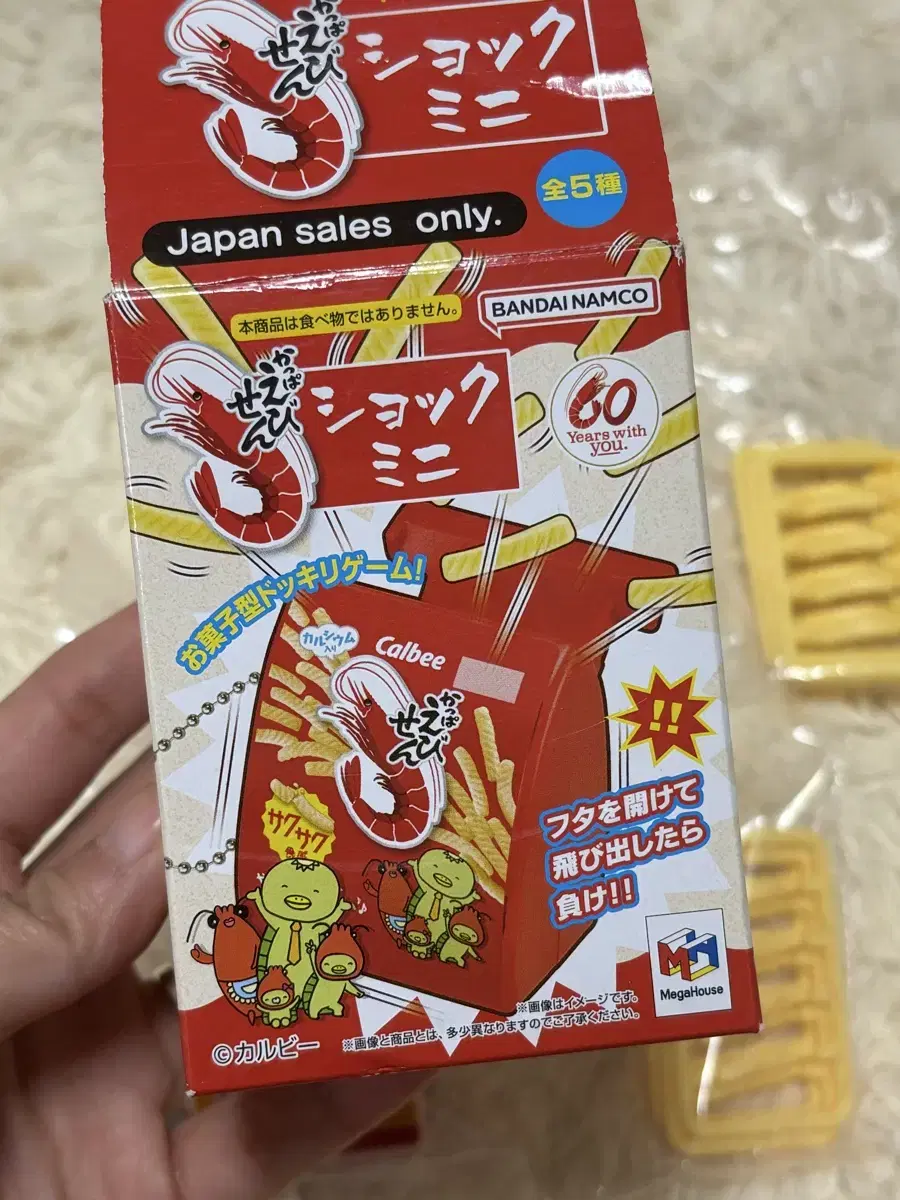 かっぱ
えび
せん
ショック
ミニ
全5種
Japan sales only.
本商品は食べ物ではありません。
BANDAI NAMCO
かっぱ
えび
せん
ショック
ミニ
60
Years with
you.
お菓子型ドッキリゲーム!
カルシウム
入り
Calbee
かっぱ
えび
せん
サクサク
!!
フタを開けて
飛び出したら
負け!!
MegaHouse
※画像はイメージです。
※画像と商品とは、多少異なりますのでご了承ください。
©カルビー